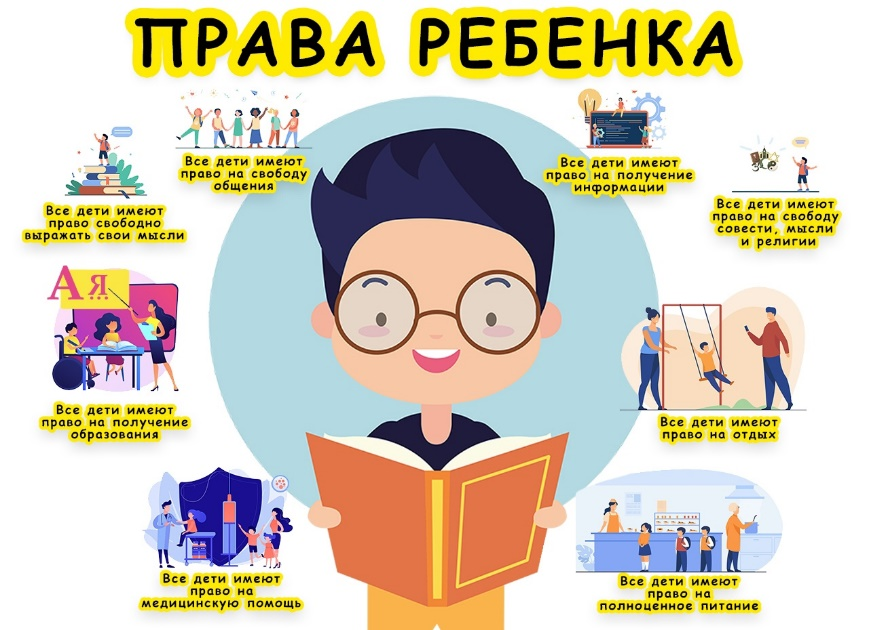 ПРАВА РЕБЕНКА
Все дети имеют
право на свободу
общения
Все дети имеют
право на получение
информации
Все дети имеют
право свободно
выражать свои мысли
Все дети имеют
право на свободу
совести, мысли
и религии
А Я...
Все дети имеют
право на получение
образования
Все дети имеют
право на отдых
Все дети имеют
право на
медицинскую помощь
Все дети имеют
право на
полноценное питание